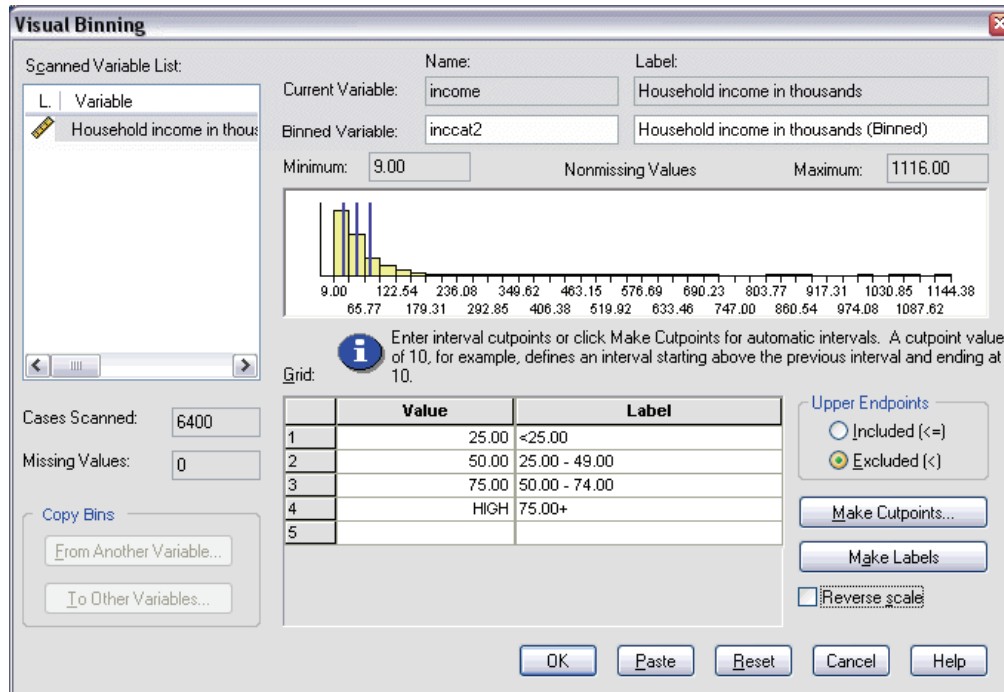 Visual Binning
Scanned Variable List:
L. Variable
Household income in thous
Name: Label:
Current Variable: income Household income in thousands
Binned Variable: inccat2 Household income in thousands (Binned)
Minimum: 9.00 Nonmissing Values Maximum: 1116.00
9.00 122.54 236.08 349.62 463.15 576.69 690.23 803.77 917.31 1030.85 1144.38
65.77 179.31 292.85 406.38 519.92 633.46 747.00 860.54 974.08 1087.62
Enter interval cutpoints or click Make Cutpoints for automatic intervals. A cutpoint value
of 10, for example, defines an interval starting above the previous interval and ending at
10.
Grid:
Value Label
1 25.00 <25.00
2 50.00 25.00 - 49.00
3 75.00 50.00 - 74.00
4 HIGH 75.00+
5
Cases Scanned: 6400
Missing Values: 0
Copy Bins
From Another Variable...
To Other Variables...
Upper Endpoints
Included (<=)
Excluded (<)
Make Cutpoints...
Make Labels
Reverse scale
OK Paste Reset Cancel Help